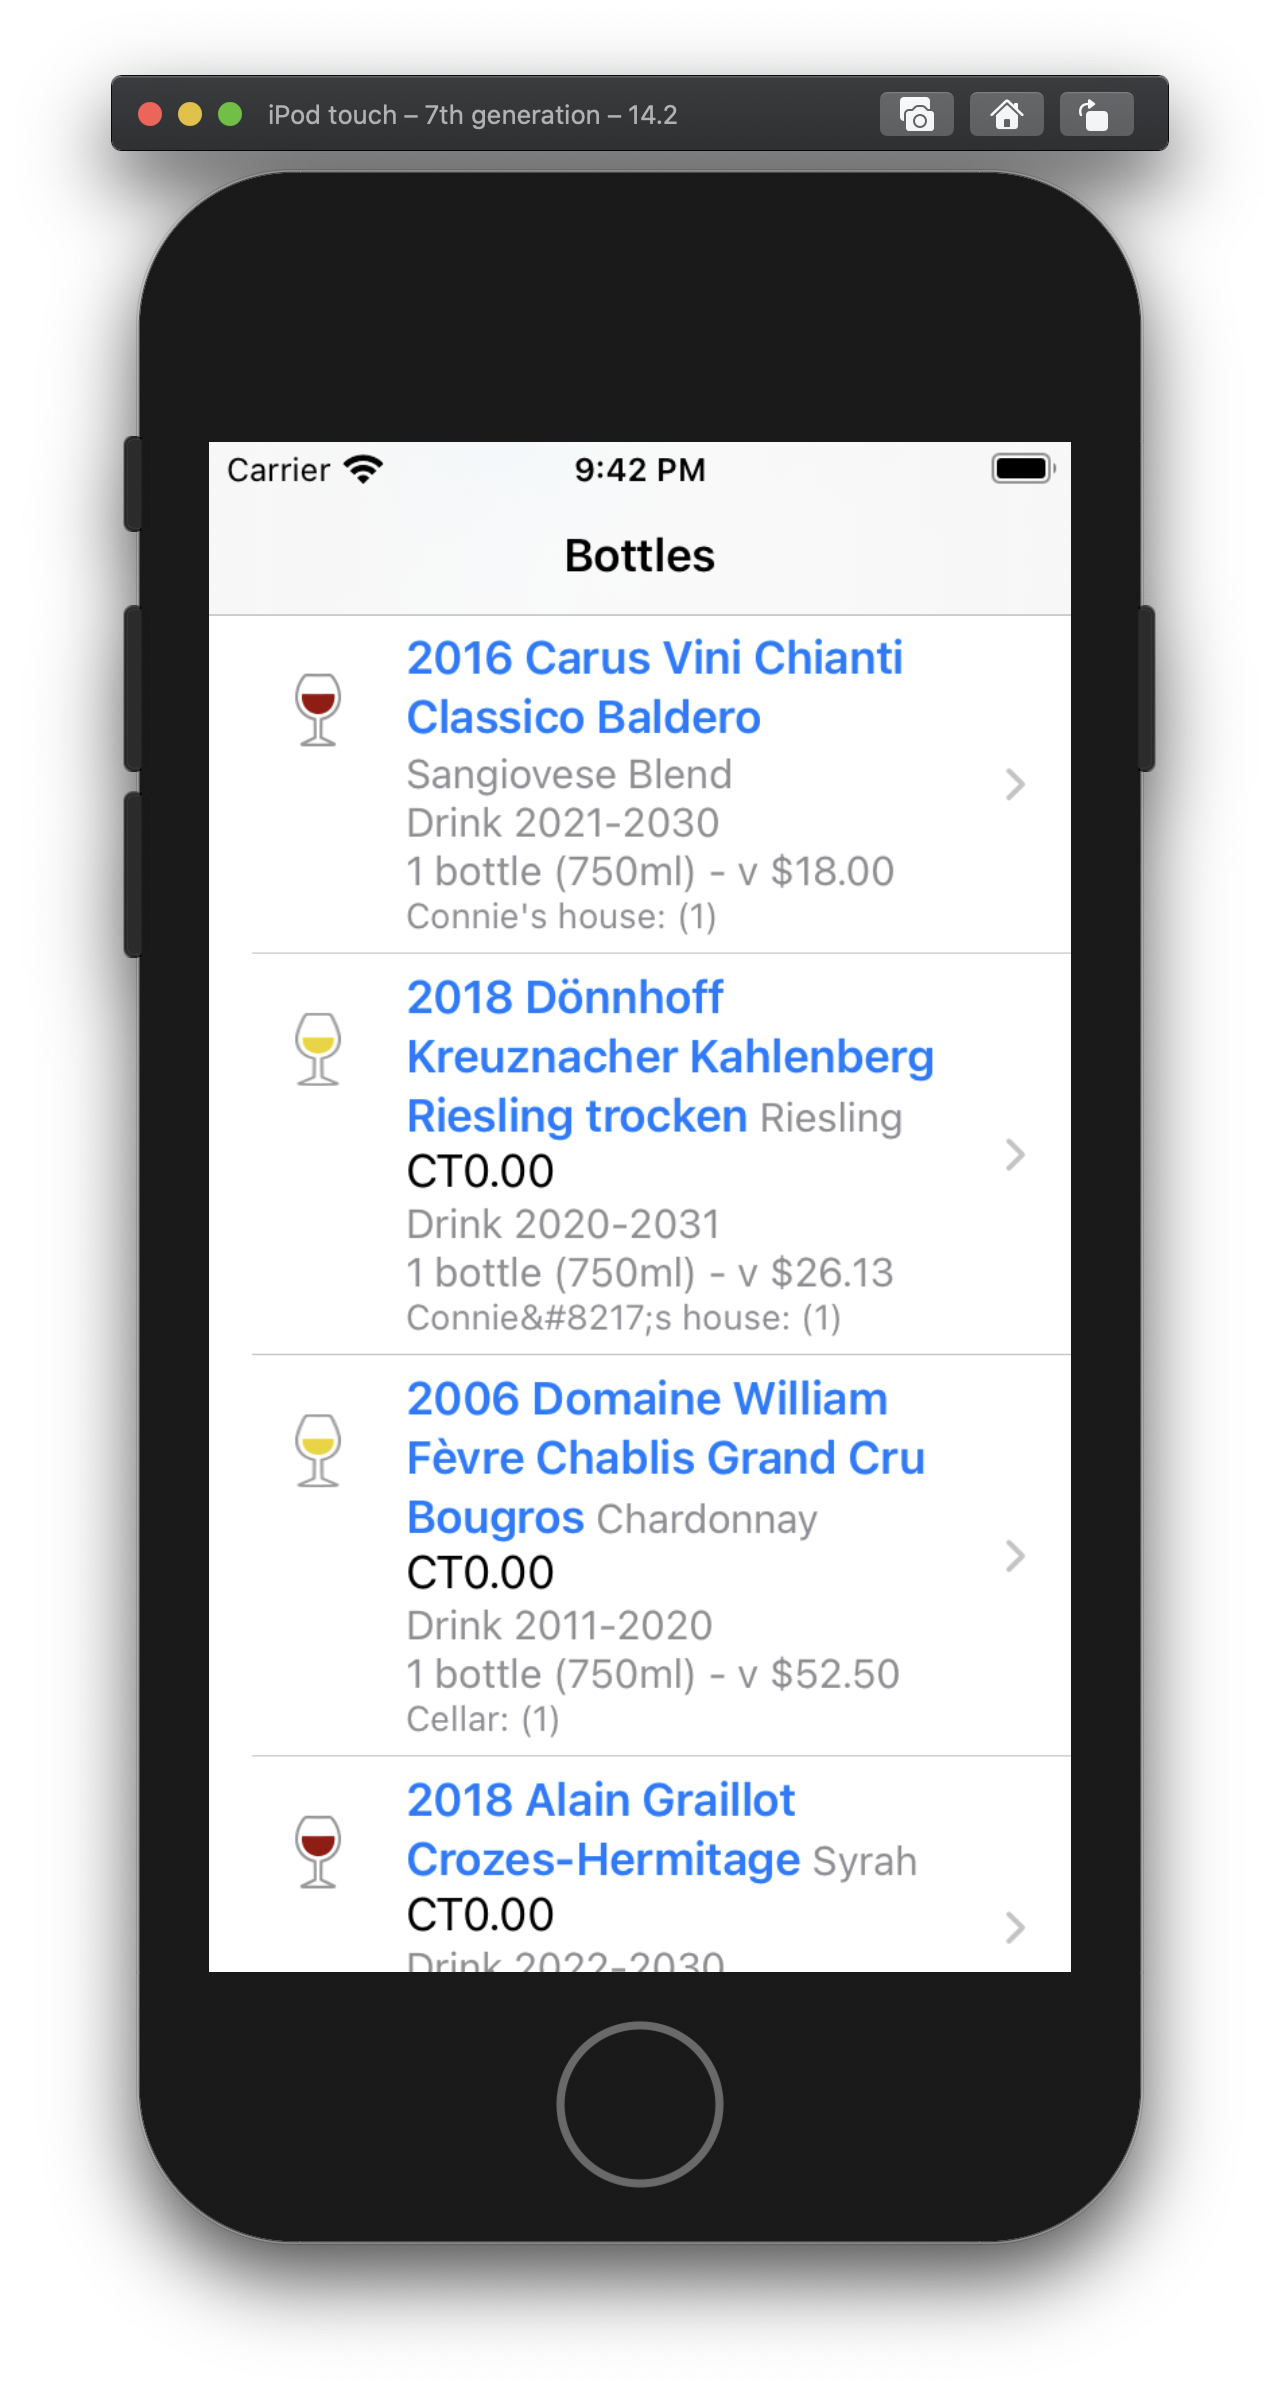 iPod touch – 7th generation – 14.2
Carrier
9:42 PM
Bottles
2016 Carus Vini Chianti
Classico Baldero
Sangiovese Blend
Drink 2021-2030
1 bottle (750ml) - v $18.00
Connie's house: (1)
2018 Dönnhoff
Kreuznacher Kahlenberg
Riesling trocken Riesling
CT0.00
Drink 2020-2031
1 bottle (750ml) - v $26.13
Connie&#8217;s house: (1)
2006 Domaine William
Fèvre Chablis Grand Cru
Bougros Chardonnay
CT0.00
Drink 2011-2020
1 bottle (750ml) - v $52.50
Cellar: (1)
2018 Alain Graillot
Crozes-Hermitage Syrah
CT0.00
Drink 2022-2030